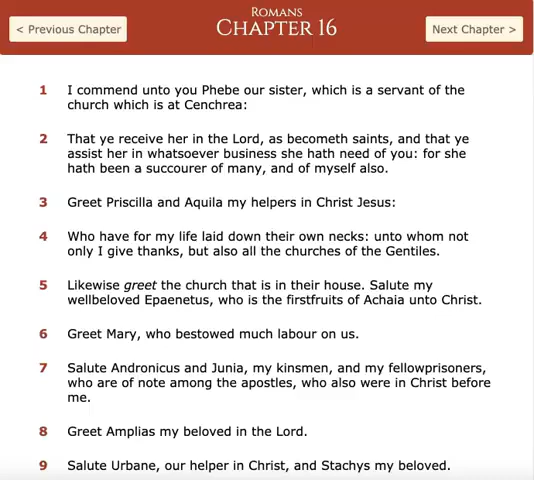 Romans
Chapter 16
< Previous Chapter
Next Chapter >
1 I commend unto you Phebe our sister, which is a servant of the
church which is at Cenchrea:
2 That ye receive her in the Lord, as becometh saints, and that ye
assist her in whatsoever business she hath need of you: for she
hath been a succourer of many, and of myself also.
3 Greet Priscilla and Aquila my helpers in Christ Jesus:
4 Who have for my life laid down their own necks: unto whom not
only I give thanks, but also all the churches of the Gentiles.
5 Likewise greet the church that is in their house. Salute my
wellbeloved Epaenetus, who is the firstfruits of Achaia unto Christ.
6 Greet Mary, who bestowed much labour on us.
7 Salute Andronicus and Junia, my kinsmen, and my fellowprisoners,
who are of note among the apostles, who also were in Christ before
me.
8 Greet Amplias my beloved in the Lord.
9 Salute Urbane, our helper in Christ, and Stachys my beloved.